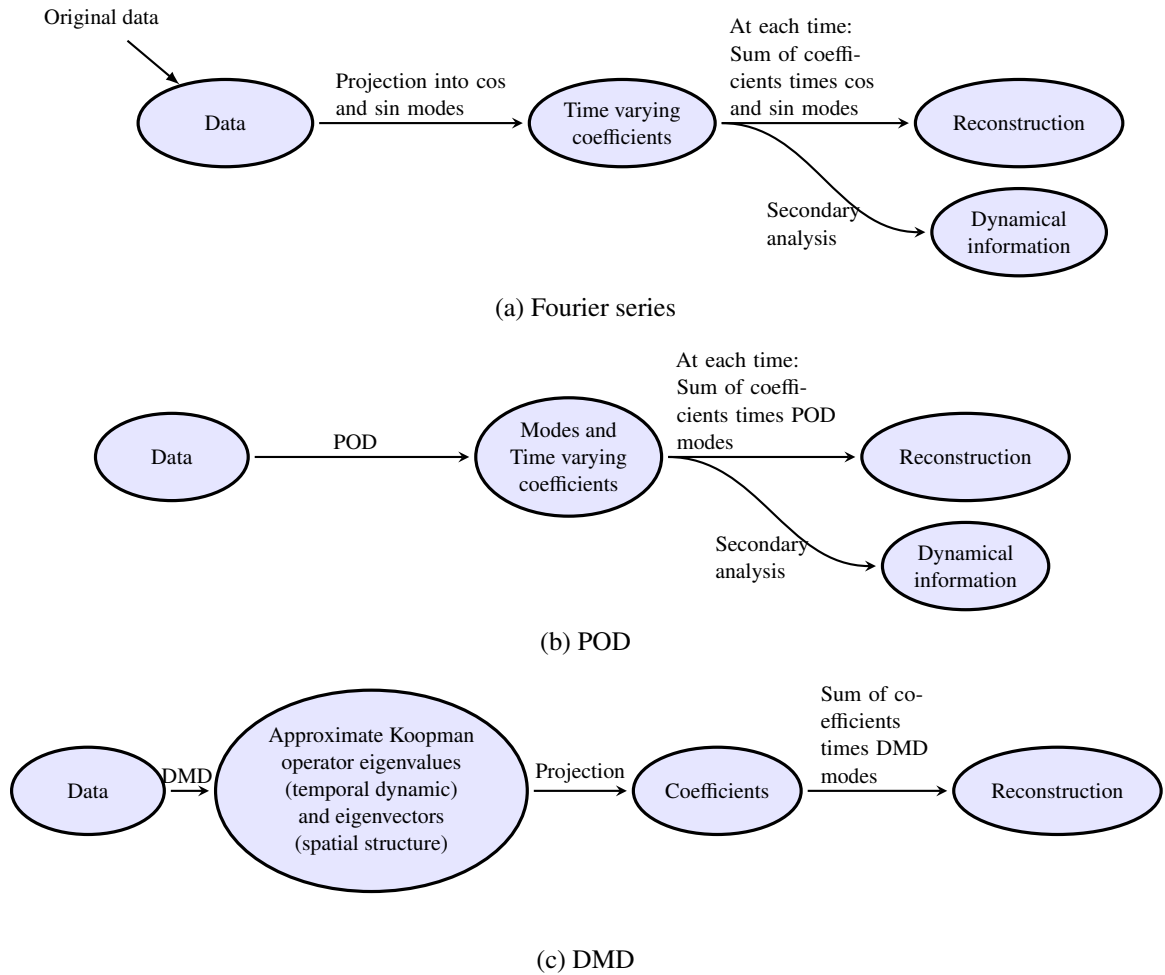 Original data
Data
Projection into cos
and sin modes
Time varying
coefficients
At each time:
Sum of coeffi-
cients times cos
and sin modes
Reconstruction
Secondary
analysis
Dynamical
information
(a) Fourier series
Data
POD
Modes and
Time varying
coefficients
At each time:
Sum of coeffi-
cients times POD
modes
Reconstruction
Secondary
analysis
Dynamical
information
(b) POD
Data
DMD
Approximate Koopman
operator eigenvalues
(temporal dynamic)
and eigenvectors
(spatial structure)
Projection
Coefficients
Sum of co-
efficients
times DMD
modes
Reconstruction
(c) DMD